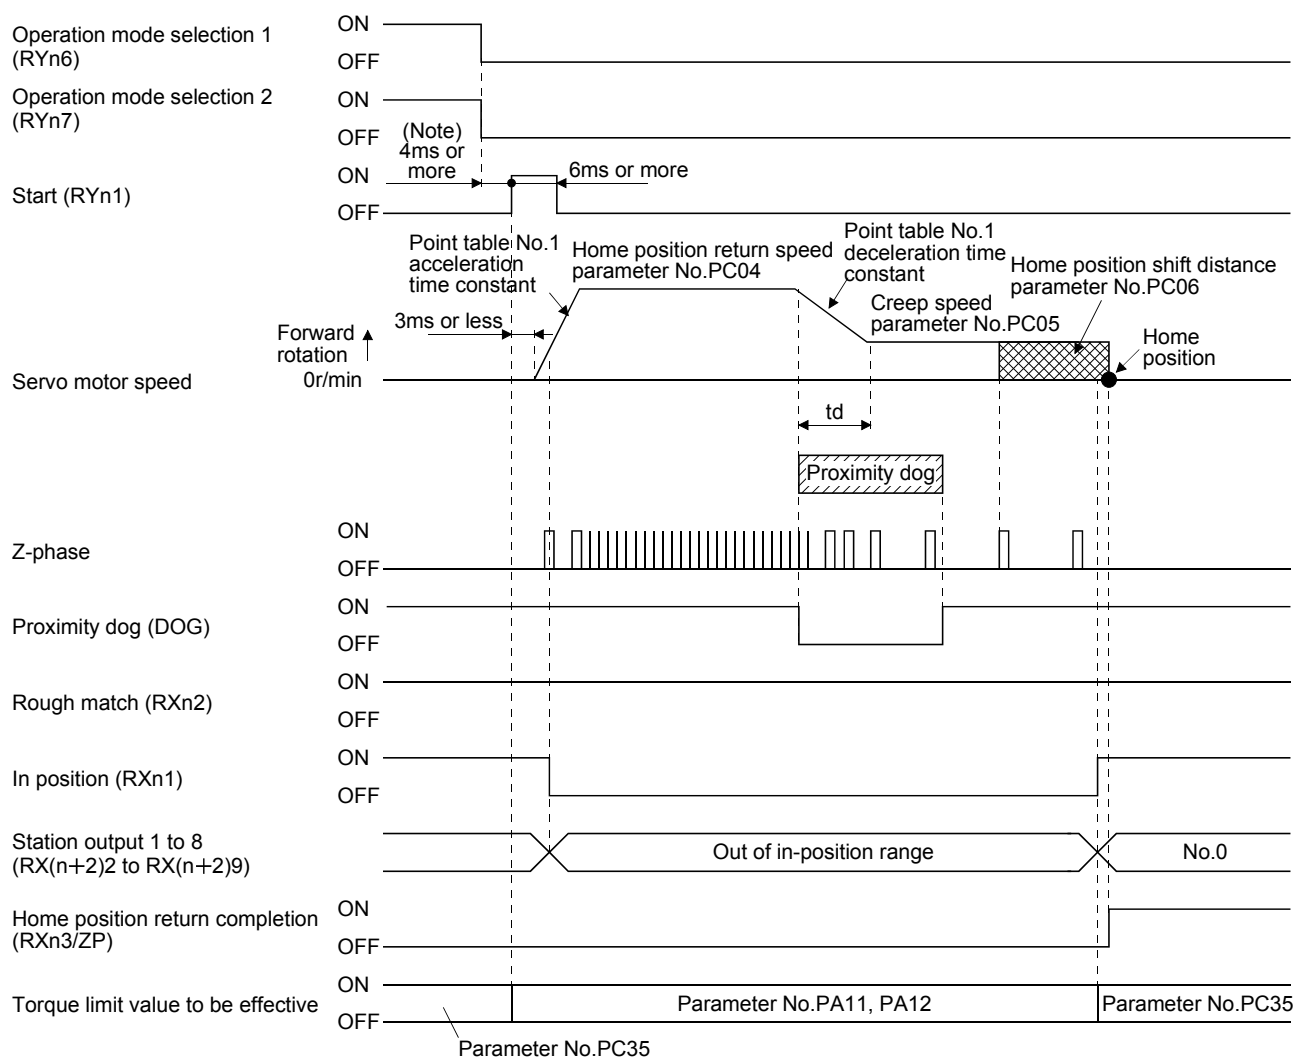 Operation mode selection 1
(RYn6)
ON
OFF
Operation mode selection 2
(RYn7)
ON
OFF
(Note)
4ms or
more
6ms or more
Start (RYn1)
ON
OFF
Point table No.1
acceleration
time constant
Home position return speed
parameter No.PC04
Point table No.1
deceleration time
constant
Home position shift distance
parameter No.PC06
Creep speed
parameter No.PC05
3ms or less
Forward
rotation
Home
position
Servo motor speed
0r/min
td
Proximity dog
Z-phase
ON
OFF
Proximity dog (DOG)
ON
OFF
Rough match (RXn2)
ON
OFF
In position (RXn1)
ON
OFF
Station output 1 to 8
(RX(n+2)2 to RX(n+2)9)
Out of in-position range
No.0
Home position return completion
(RXn3/ZP)
ON
OFF
Torque limit value to be effective
ON
OFF
Parameter No.PA11, PA12
Parameter No.PC35
Parameter No.PC35